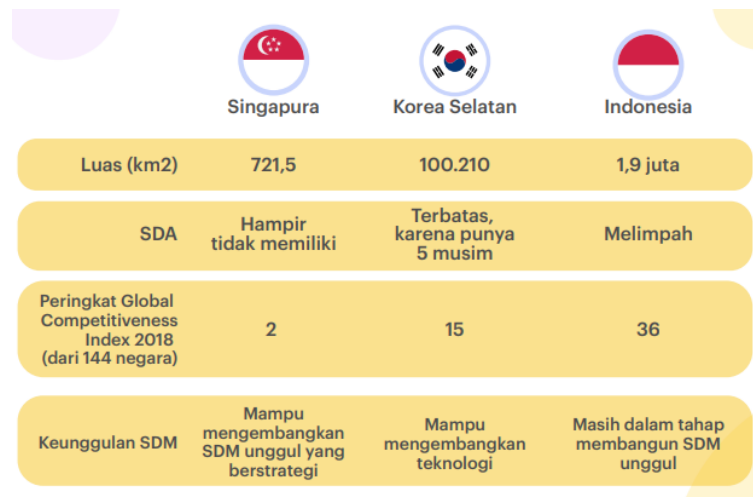 Singapura Korea Selatan Indonesia
Luas (km2) 721,5 100.210 1,9 juta
SDA
Hampir
tidak memiliki
Terbatas,
karena punya
5 musim
Melimpah
Peringkat Global
Competitiveness
Index 2018
(dari 144 negara)
2 15 36
Keunggulan SDM
Mampu
mengembangkan
SDM unggul yang
berstrategi
Mampu
mengembangkan
teknologi
Masih dalam tahap
membangun SDM
unggul